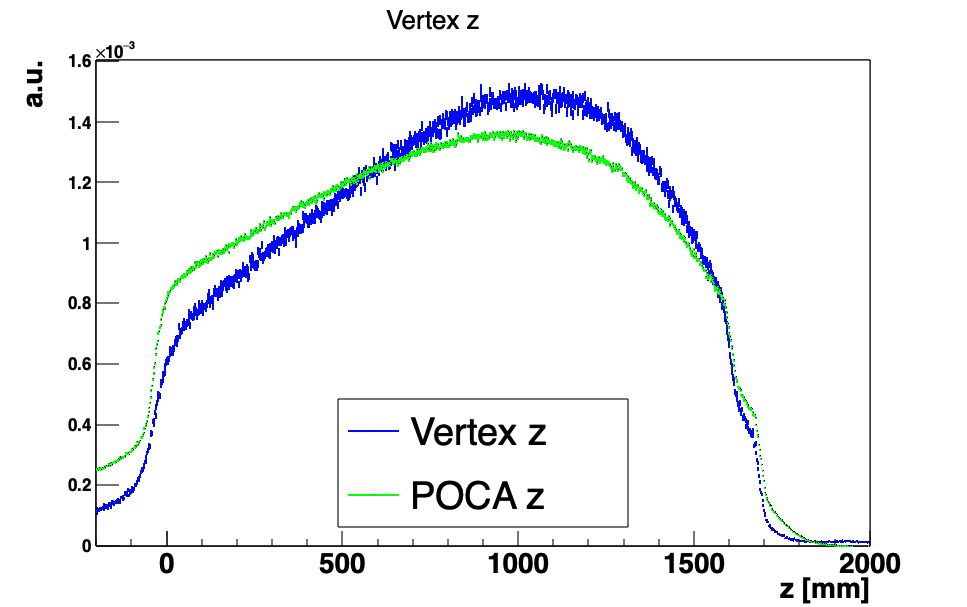 Vertex z
×10⁻³
a.u.
1.6
1.4
1.2
1
0.8
0.6
0.4
0.2
0
Vertex z
POCA z
0 500 1000 1500 2000
z [mm]